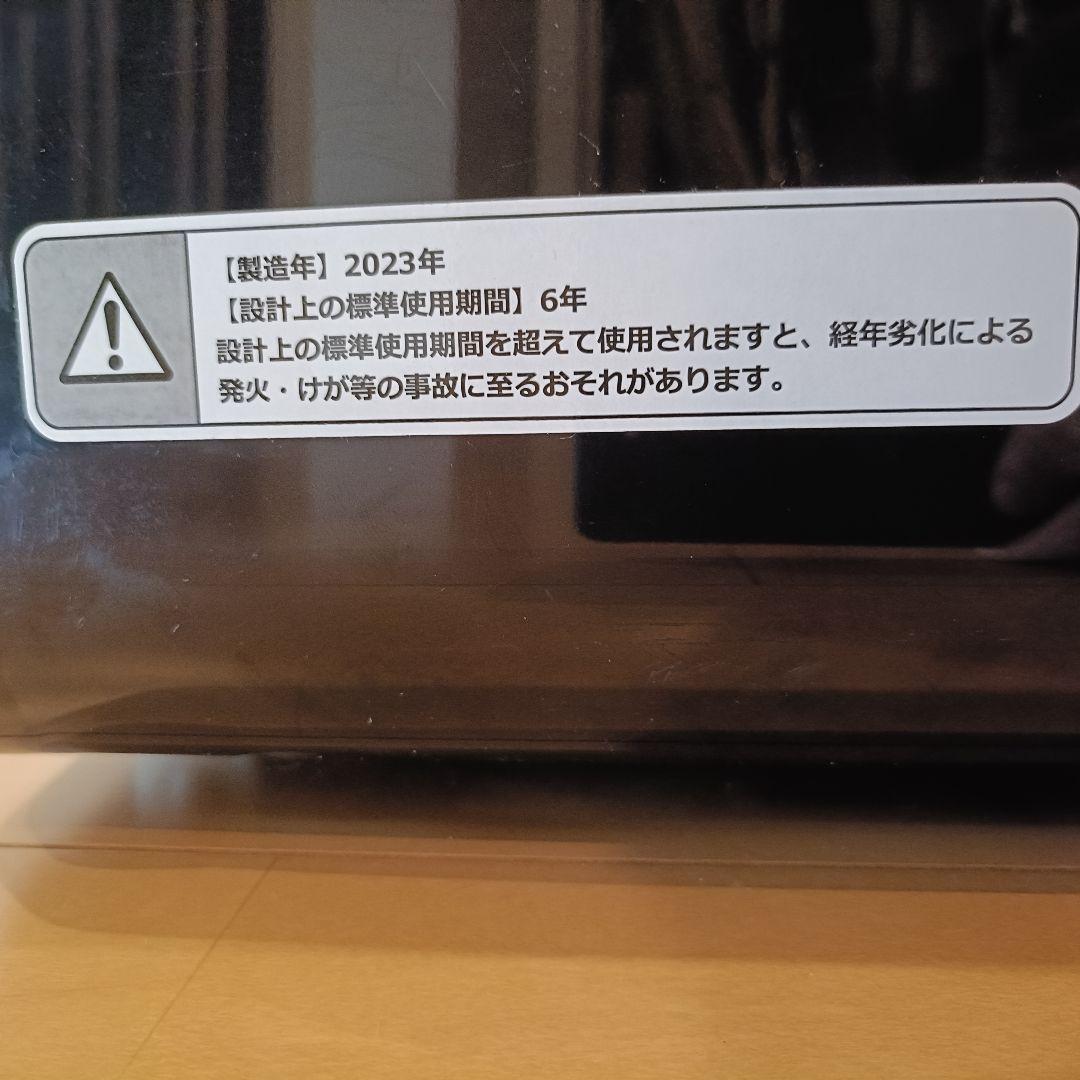 【製造年】2023年
【設計上の標準使用期間】6年
設計上の標準使用期間を超えて使用されますと、経年劣化による
発火・けが等の事故に至るおそれがあります。